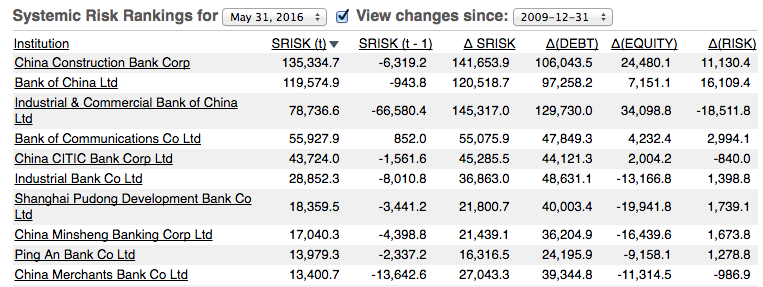 Systemic Risk Rankings for May 31, 2016 View changes since: 2009-12-31
Institution SRISK (t) ▼ SRISK (t - 1) Δ SRISK Δ(DEBT) Δ(EQUITY) Δ(RISK)
China Construction Bank Corp 135,334.7 -6,319.2 141,653.9 106,043.5 24,480.1 11,130.4
Bank of China Ltd 119,574.9 -943.8 120,518.7 97,258.2 7,151.1 16,109.4
Industrial & Commercial Bank of China
Ltd 78,736.6 -66,580.4 145,317.0 129,730.0 34,098.8 -18,511.8
Bank of Communications Co Ltd 55,927.9 852.0 55,075.9 47,849.3 4,232.4 2,994.1
China CITIC Bank Corp Ltd 43,724.0 -1,561.6 45,285.5 44,121.3 2,004.2 -840.0
Industrial Bank Co Ltd 28,852.3 -8,010.8 36,863.0 48,631.1 -13,166.8 1,398.8
Shanghai Pudong Development Bank Co
Ltd 18,359.5 -3,441.2 21,800.7 40,003.4 -19,941.8 1,739.1
China Minsheng Banking Corp Ltd 17,040.3 -4,398.8 21,439.1 36,204.9 -16,439.6 1,673.8
Ping An Bank Co Ltd 13,979.3 -2,337.2 16,316.5 24,195.9 -9,158.1 1,278.8
China Merchants Bank Co Ltd 13,400.7 -13,642.6 27,043.3 39,344.8 -11,314.5 -986.9